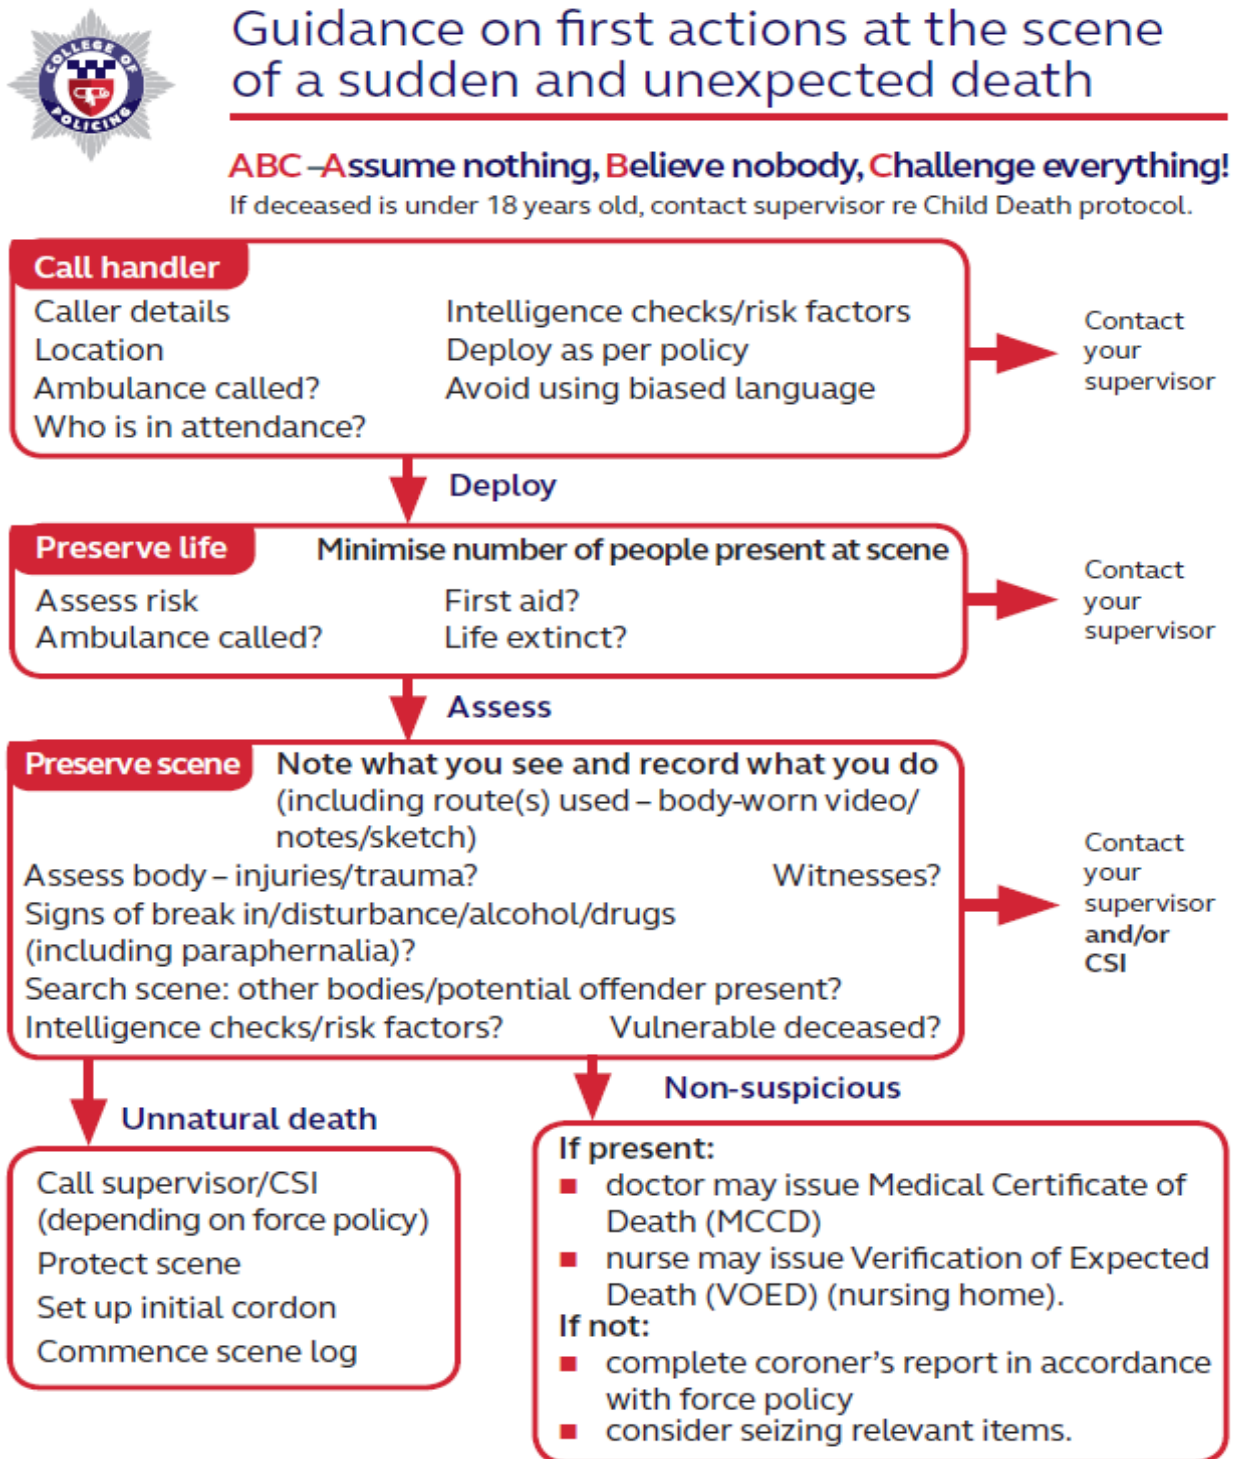 COLLEGE OF
POLICING
Guidance on first actions at the scene
of a sudden and unexpected death
ABC – Assume nothing, Believe nobody, Challenge everything!
If deceased is under 18 years old, contact supervisor re Child Death protocol.
Call handler
Caller details
Location
Ambulance called?
Who is in attendance?
Intelligence checks/risk factors
Deploy as per policy
Avoid using biased language
Contact
your
supervisor
Deploy
Preserve life
Minimise number of people present at scene
Assess risk
Ambulance called?
First aid?
Life extinct?
Contact
your
supervisor
Assess
Preserve scene
Note what you see and record what you do
(including route(s) used – body-worn video/
notes/sketch)
Assess body – injuries/trauma? Witnesses?
Signs of break in/disturbance/alcohol/drugs
(including paraphernalia)?
Search scene: other bodies/potential offender present?
Intelligence checks/risk factors? Vulnerable deceased?
Contact
your
supervisor
and/or
CSI
Unnatural death
Call supervisor/CSI
(depending on force policy)
Protect scene
Set up initial cordon
Commence scene log
Non-suspicious
If present:
■ doctor may issue Medical Certificate of
Death (MCCD)
■ nurse may issue Verification of Expected
Death (VOED) (nursing home).
If not:
■ complete coroner's report in accordance
with force policy
■ consider seizing relevant items.